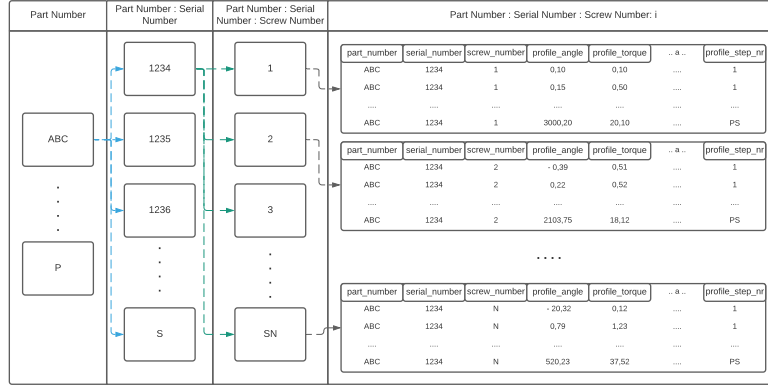 Part Number
Part Number : Serial
Number
Part Number : Serial
Number : Screw Number
Part Number : Serial Number : Screw Number: i
ABC
.
.
.
.
P
1234
1235
1236
.
.
.
.
S
1
2
3
.
.
.
.
SN
part_number serial_number screw_number profile_angle profile_torque .. a .. profile_step_nr
ABC 1234 1 0,10 0,10 .... 1
ABC 1234 1 0,15 0,50 .... 1
.... .... .... .... .... .... ....
ABC 1234 1 3000,20 20,10 .... PS
part_number serial_number screw_number profile_angle profile_torque .. a .. profile_step_nr
ABC 1234 2 - 0,39 0,51 .... 1
ABC 1234 2 0,22 0,52 .... 1
.... .... .... .... .... .... ....
ABC 1234 2 2103,75 18,12 .... PS
. . . .
part_number serial_number screw_number profile_angle profile_torque .. a .. profile_step_nr
ABC 1234 N - 20,32 0,12 .... 1
ABC 1234 N 0,79 1,23 .... 1
.... .... .... .... .... .... ....
ABC 1234 N 520,23 37,52 .... PS